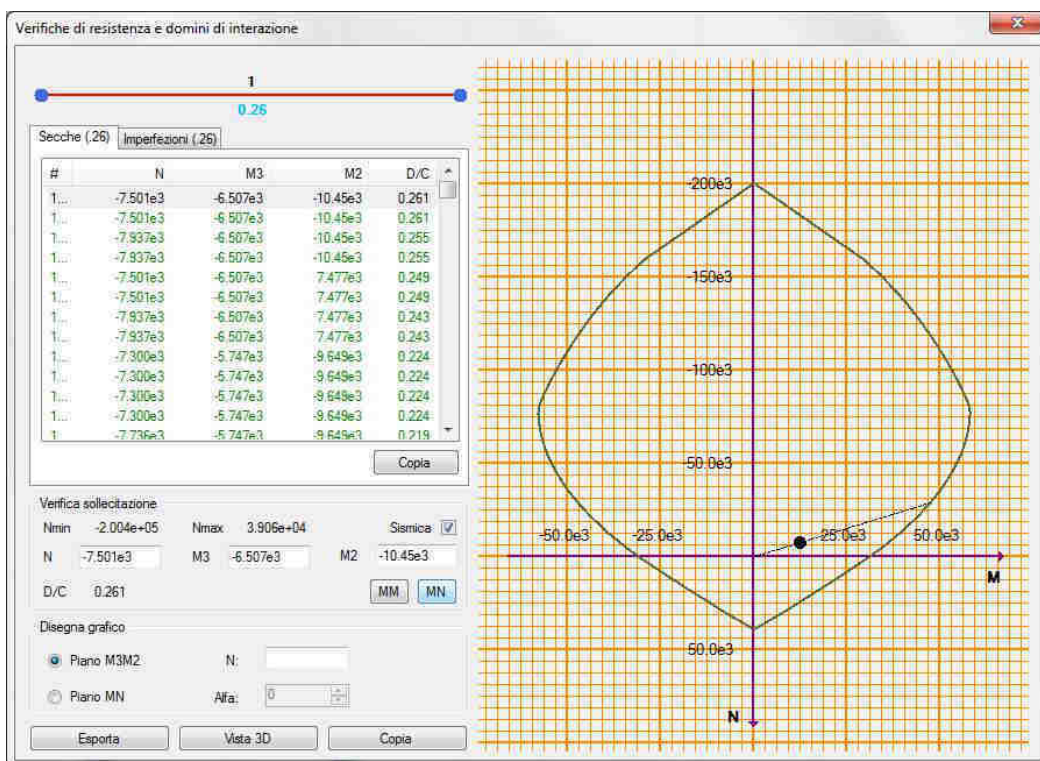 Verifiche di resistenza e domini di interazione
1
0.26
Secche (.26) Imperfezioni (.26)
# N M3 M2 D/C
1... -7.501e3 -6.507e3 -10.45e3 0.261
1... -7.501e3 -6.507e3 -10.45e3 0.261
1... -7.937e3 -6.507e3 -10.45e3 0.255
1... -7.937e3 -6.507e3 -10.45e3 0.255
1... -7.501e3 -6.507e3 7.477e3 0.249
1... -7.501e3 -6.507e3 7.477e3 0.249
1... -7.937e3 -6.507e3 7.477e3 0.243
1... -7.937e3 -6.507e3 7.477e3 0.243
1... -7.300e3 -5.747e3 -9.649e3 0.224
1... -7.300e3 -5.747e3 -9.649e3 0.224
1... -7.300e3 -5.747e3 -9.649e3 0.224
1... -7.300e3 -5.747e3 -9.649e3 0.224
1 -7.736e3 -5.747e3 -9.649e3 0.219
Copia
Verifica sollecitazione
Nmin -2.004e+05 Nmax 3.906e+04 Sismica
N -7.501e3 M3 -6.507e3 M2 -10.45e3
D/C 0.261 MM MN
Disegna grafico
Piano M3M2 N:
Piano MN Alfa: 0
Esporta Vista 3D Copia
-200e3
-150e3
-100e3
-50.0e3
-50.0e3 -25.0e3 25.0e3 50.0e3
M
50.0e3
N